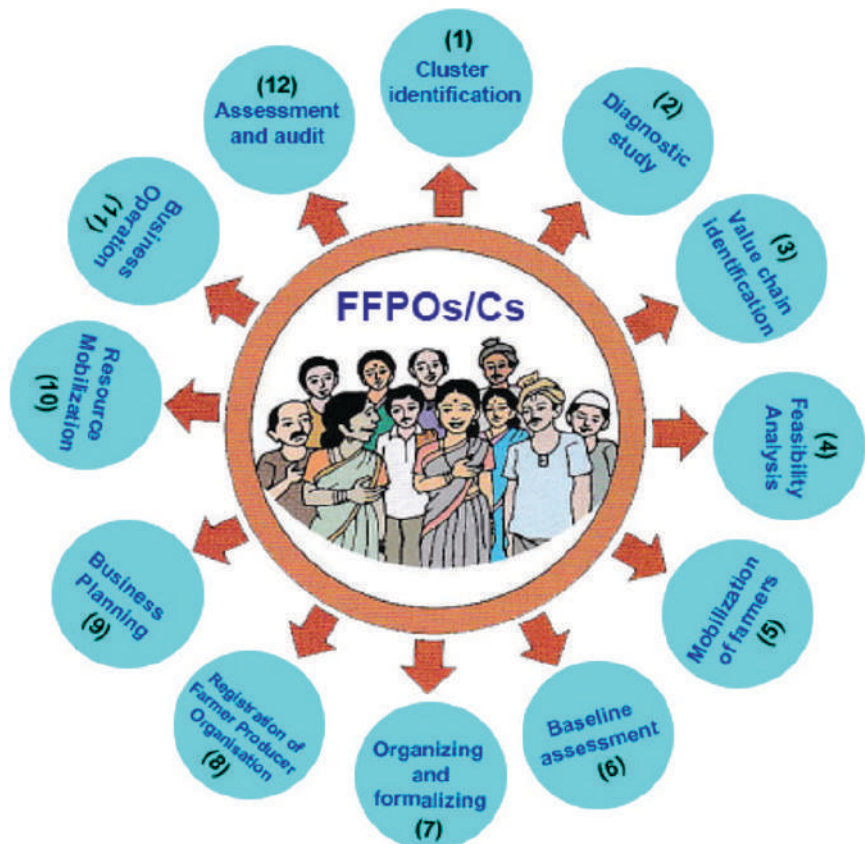 FFPOs/Cs
(1)
Cluster
identification
(2)
Diagnostic
study
(3)
Value chain
identification
(4)
Feasibility
Analysis
Mobilization
of farmers
(5)
Baseline
assessment
(6)
Organizing
and
formalizing
(7)
Registration of
Farmer Producer
Organisation
(8)
Business
Planning
(9)
Resource
Mobilization
(10)
Business
Operation
(11)
(12)
Assessment
and audit